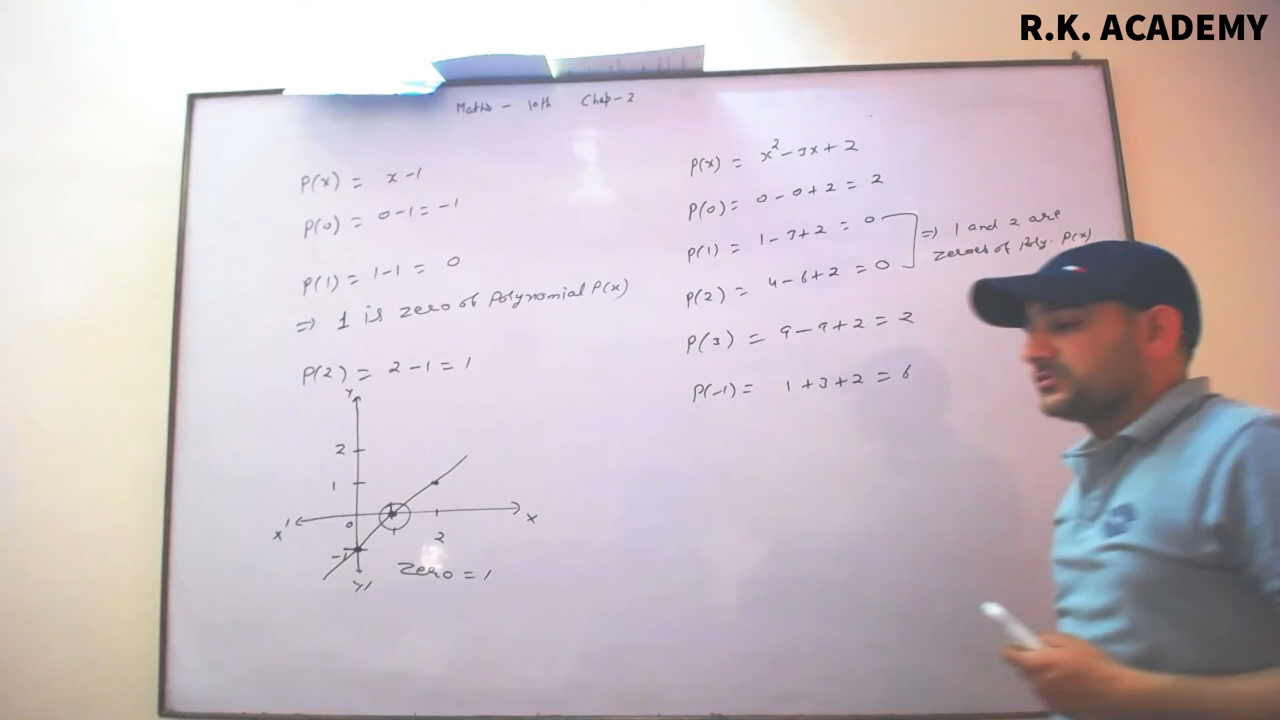 R.K. ACADEMY
Maths - 10th Chap-2
P(x) = x-1
P(0) = 0-1 = -1
P(1) = 1-1 = 0
⇒ 1 is zero of Polynomial P(x)
P(2) = 2-1 = 1
Y
2
1
X' 0 1 2 X
-1
Y'
Zero = 1
P(x) = x²-3x+2
P(0) = 0-0+2 = 2
P(1) = 1-3+2 = 0
P(2) = 4-6+2 = 0
⇒ 1 and 2 are
zeroes of Poly. P(x)
P(3) = 9-9+2 = 2
P(-1) = 1+3+2 = 6